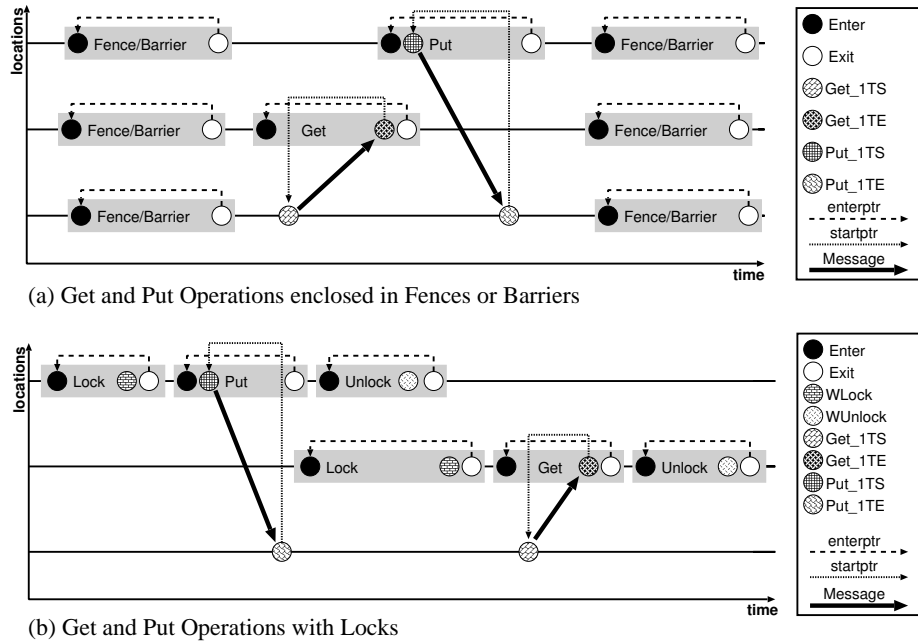 locations
Fence/Barrier
Put
Fence/Barrier
Fence/Barrier
Get
Fence/Barrier
Fence/Barrier
Fence/Barrier
time
Enter
Exit
Get_1TS
Get_1TE
Put_1TS
Put_1TE
enterptr
startptr
Message
(a) Get and Put Operations enclosed in Fences or Barriers
locations
Lock
Put
Unlock
Lock
Get
Unlock
time
Enter
Exit
WLock
WUnlock
Get_1TS
Get_1TE
Put_1TS
Put_1TE
enterptr
startptr
Message
(b) Get and Put Operations with Locks